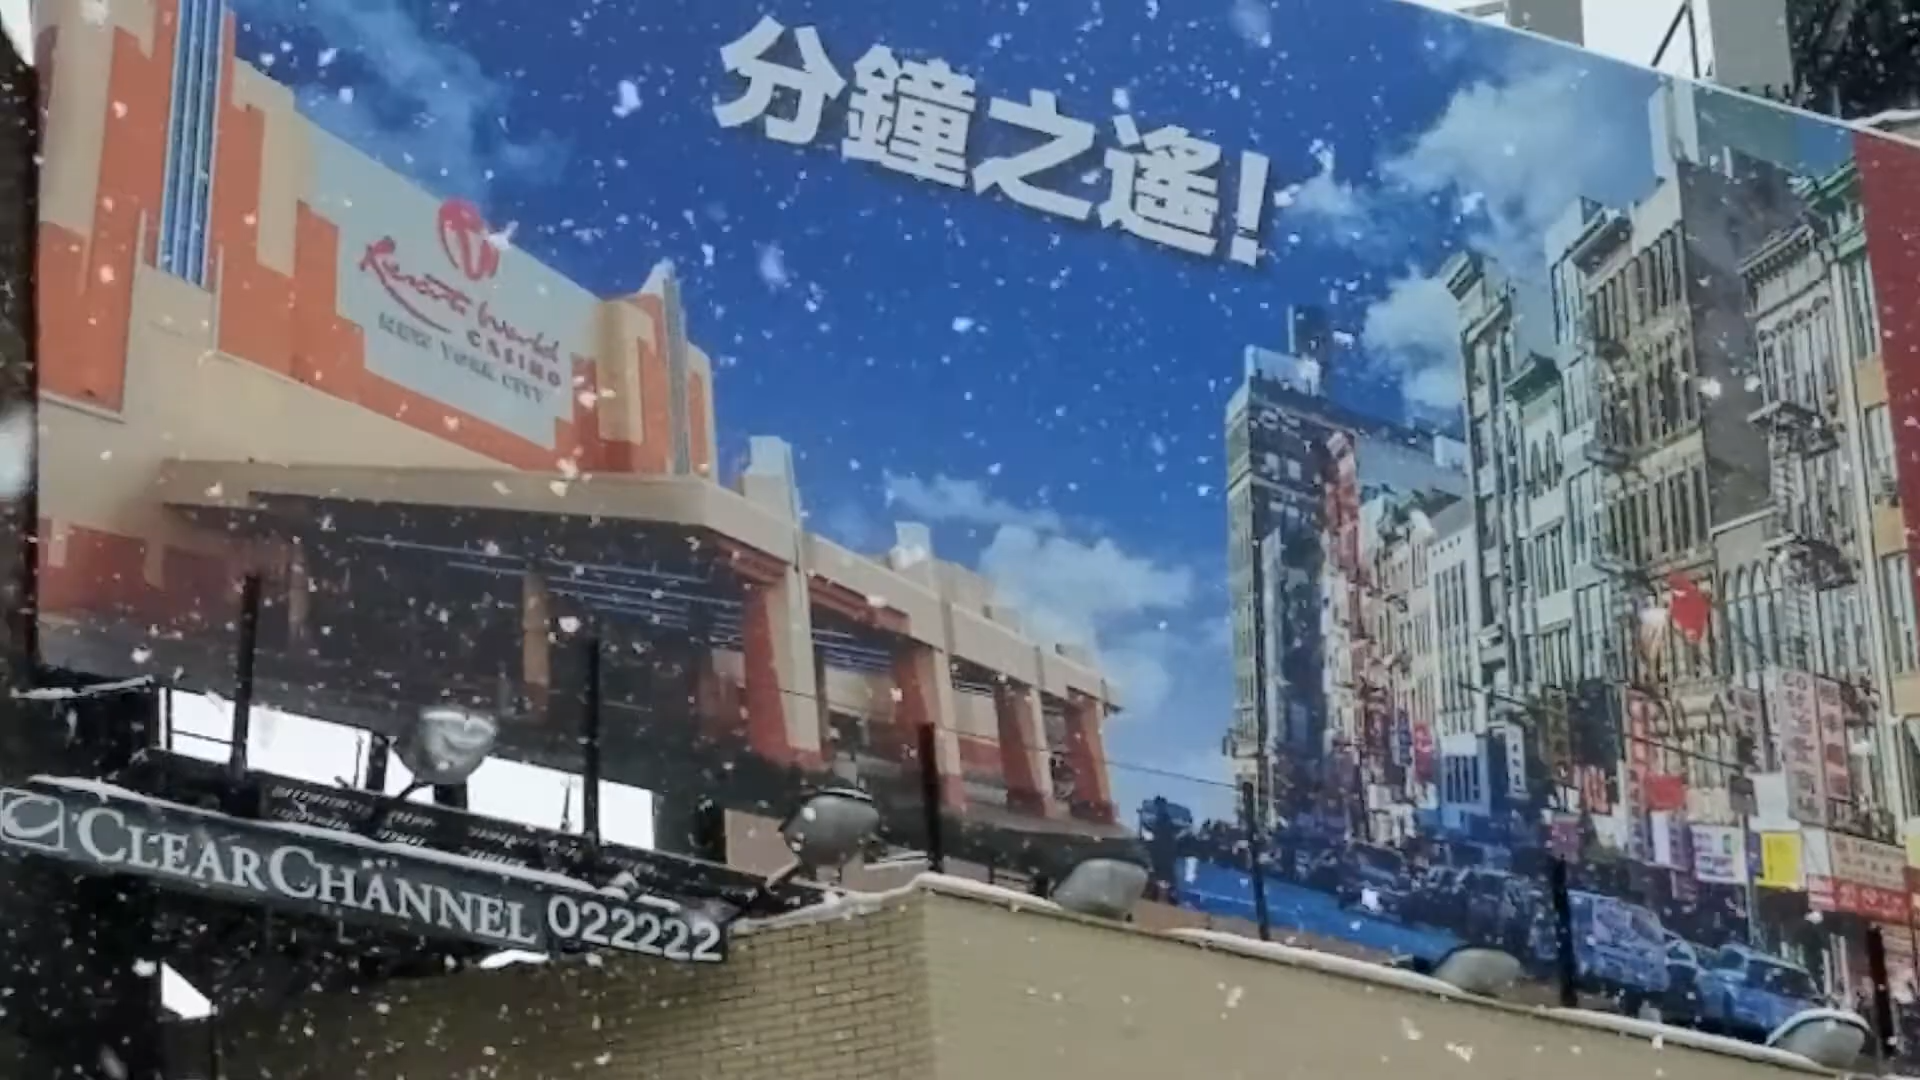 分鐘之遙!
Resorts World
CASINO
NEW YORK CITY
CLEARCHANNEL 022222